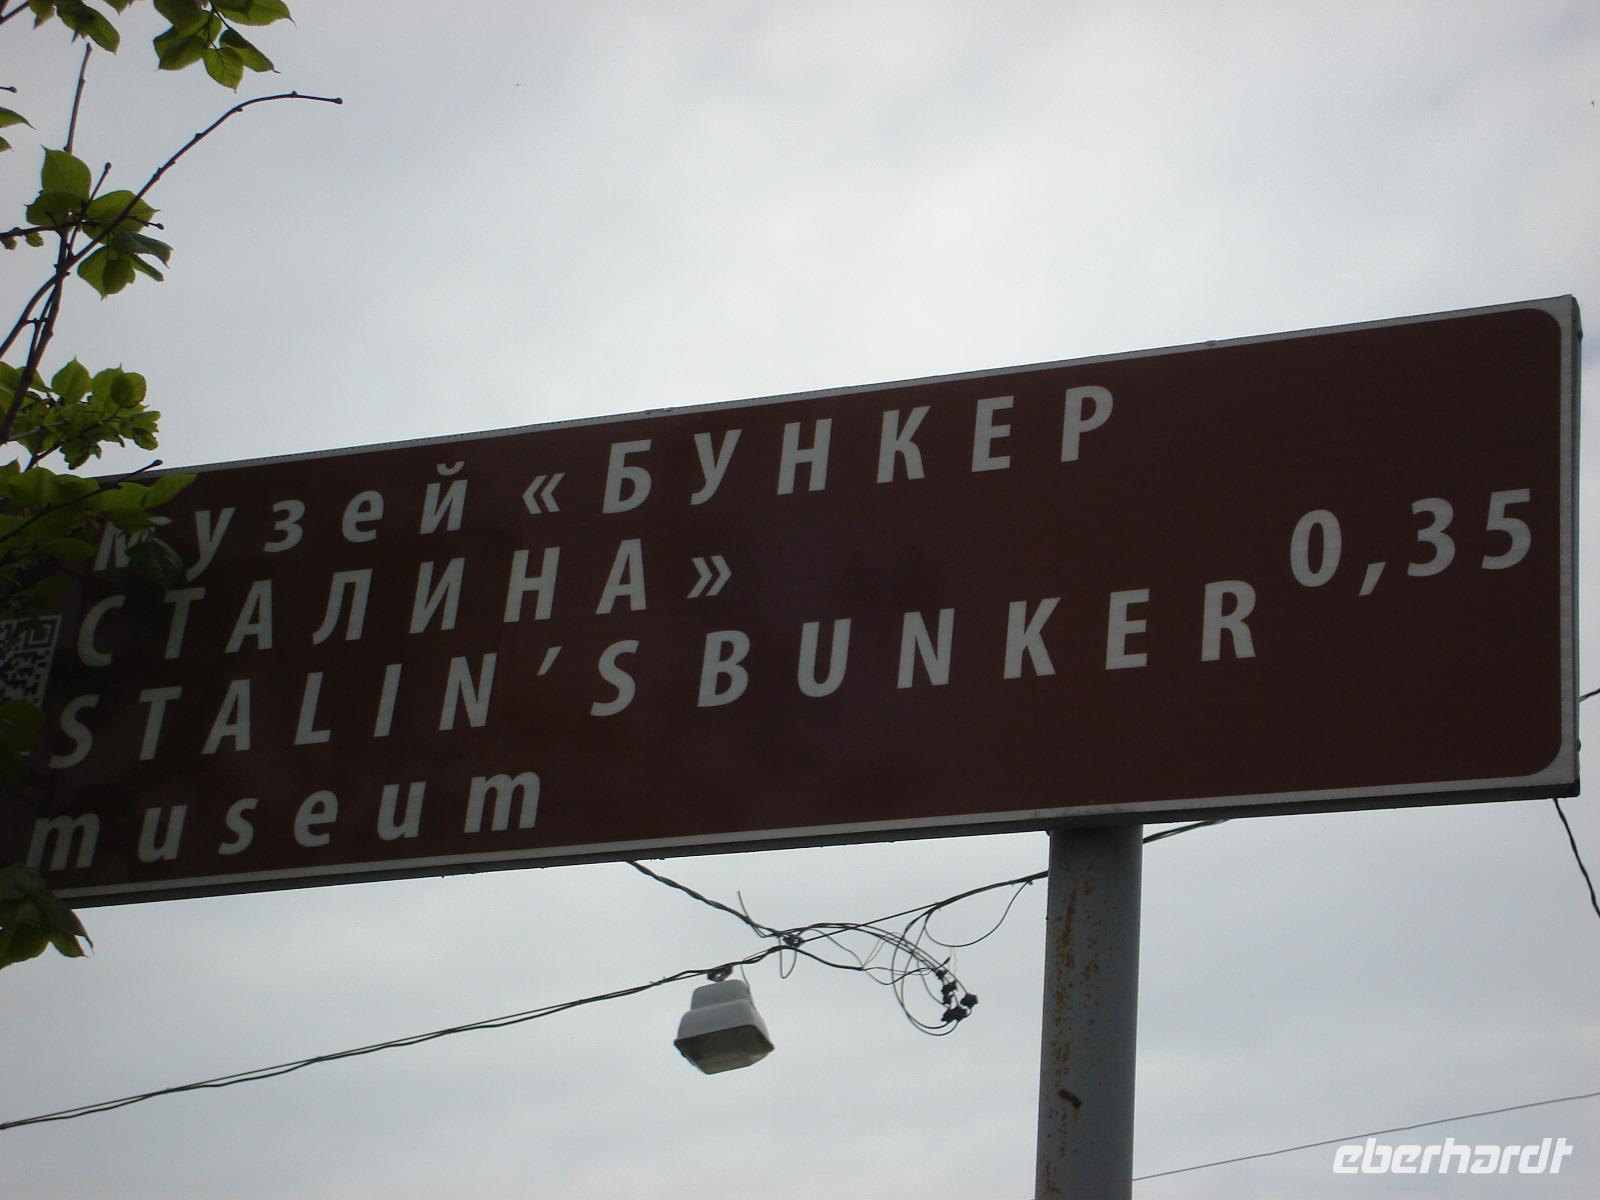 музей «БУНКЕР
СТАЛИНА»
0,35
STALIN'S BUNKER
museum
eberhardt